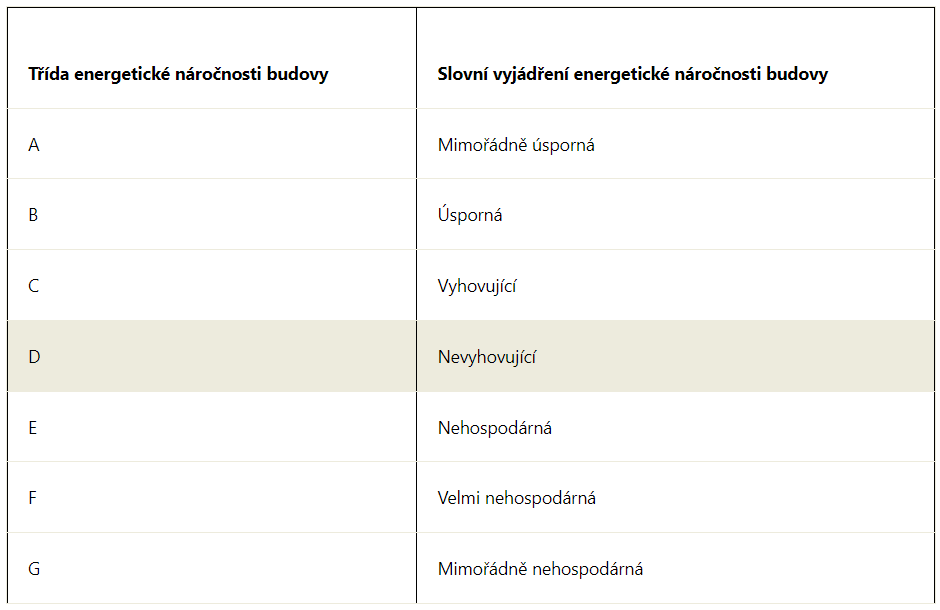 Třída energetické náročnosti budovy Slovní vyjádření energetické náročnosti budovy
A Mimořádně úsporná
B Úsporná
C Vyhovující
D Nevyhovující
E Nehospodárná
F Velmi nehospodárná
G Mimořádně nehospodárná